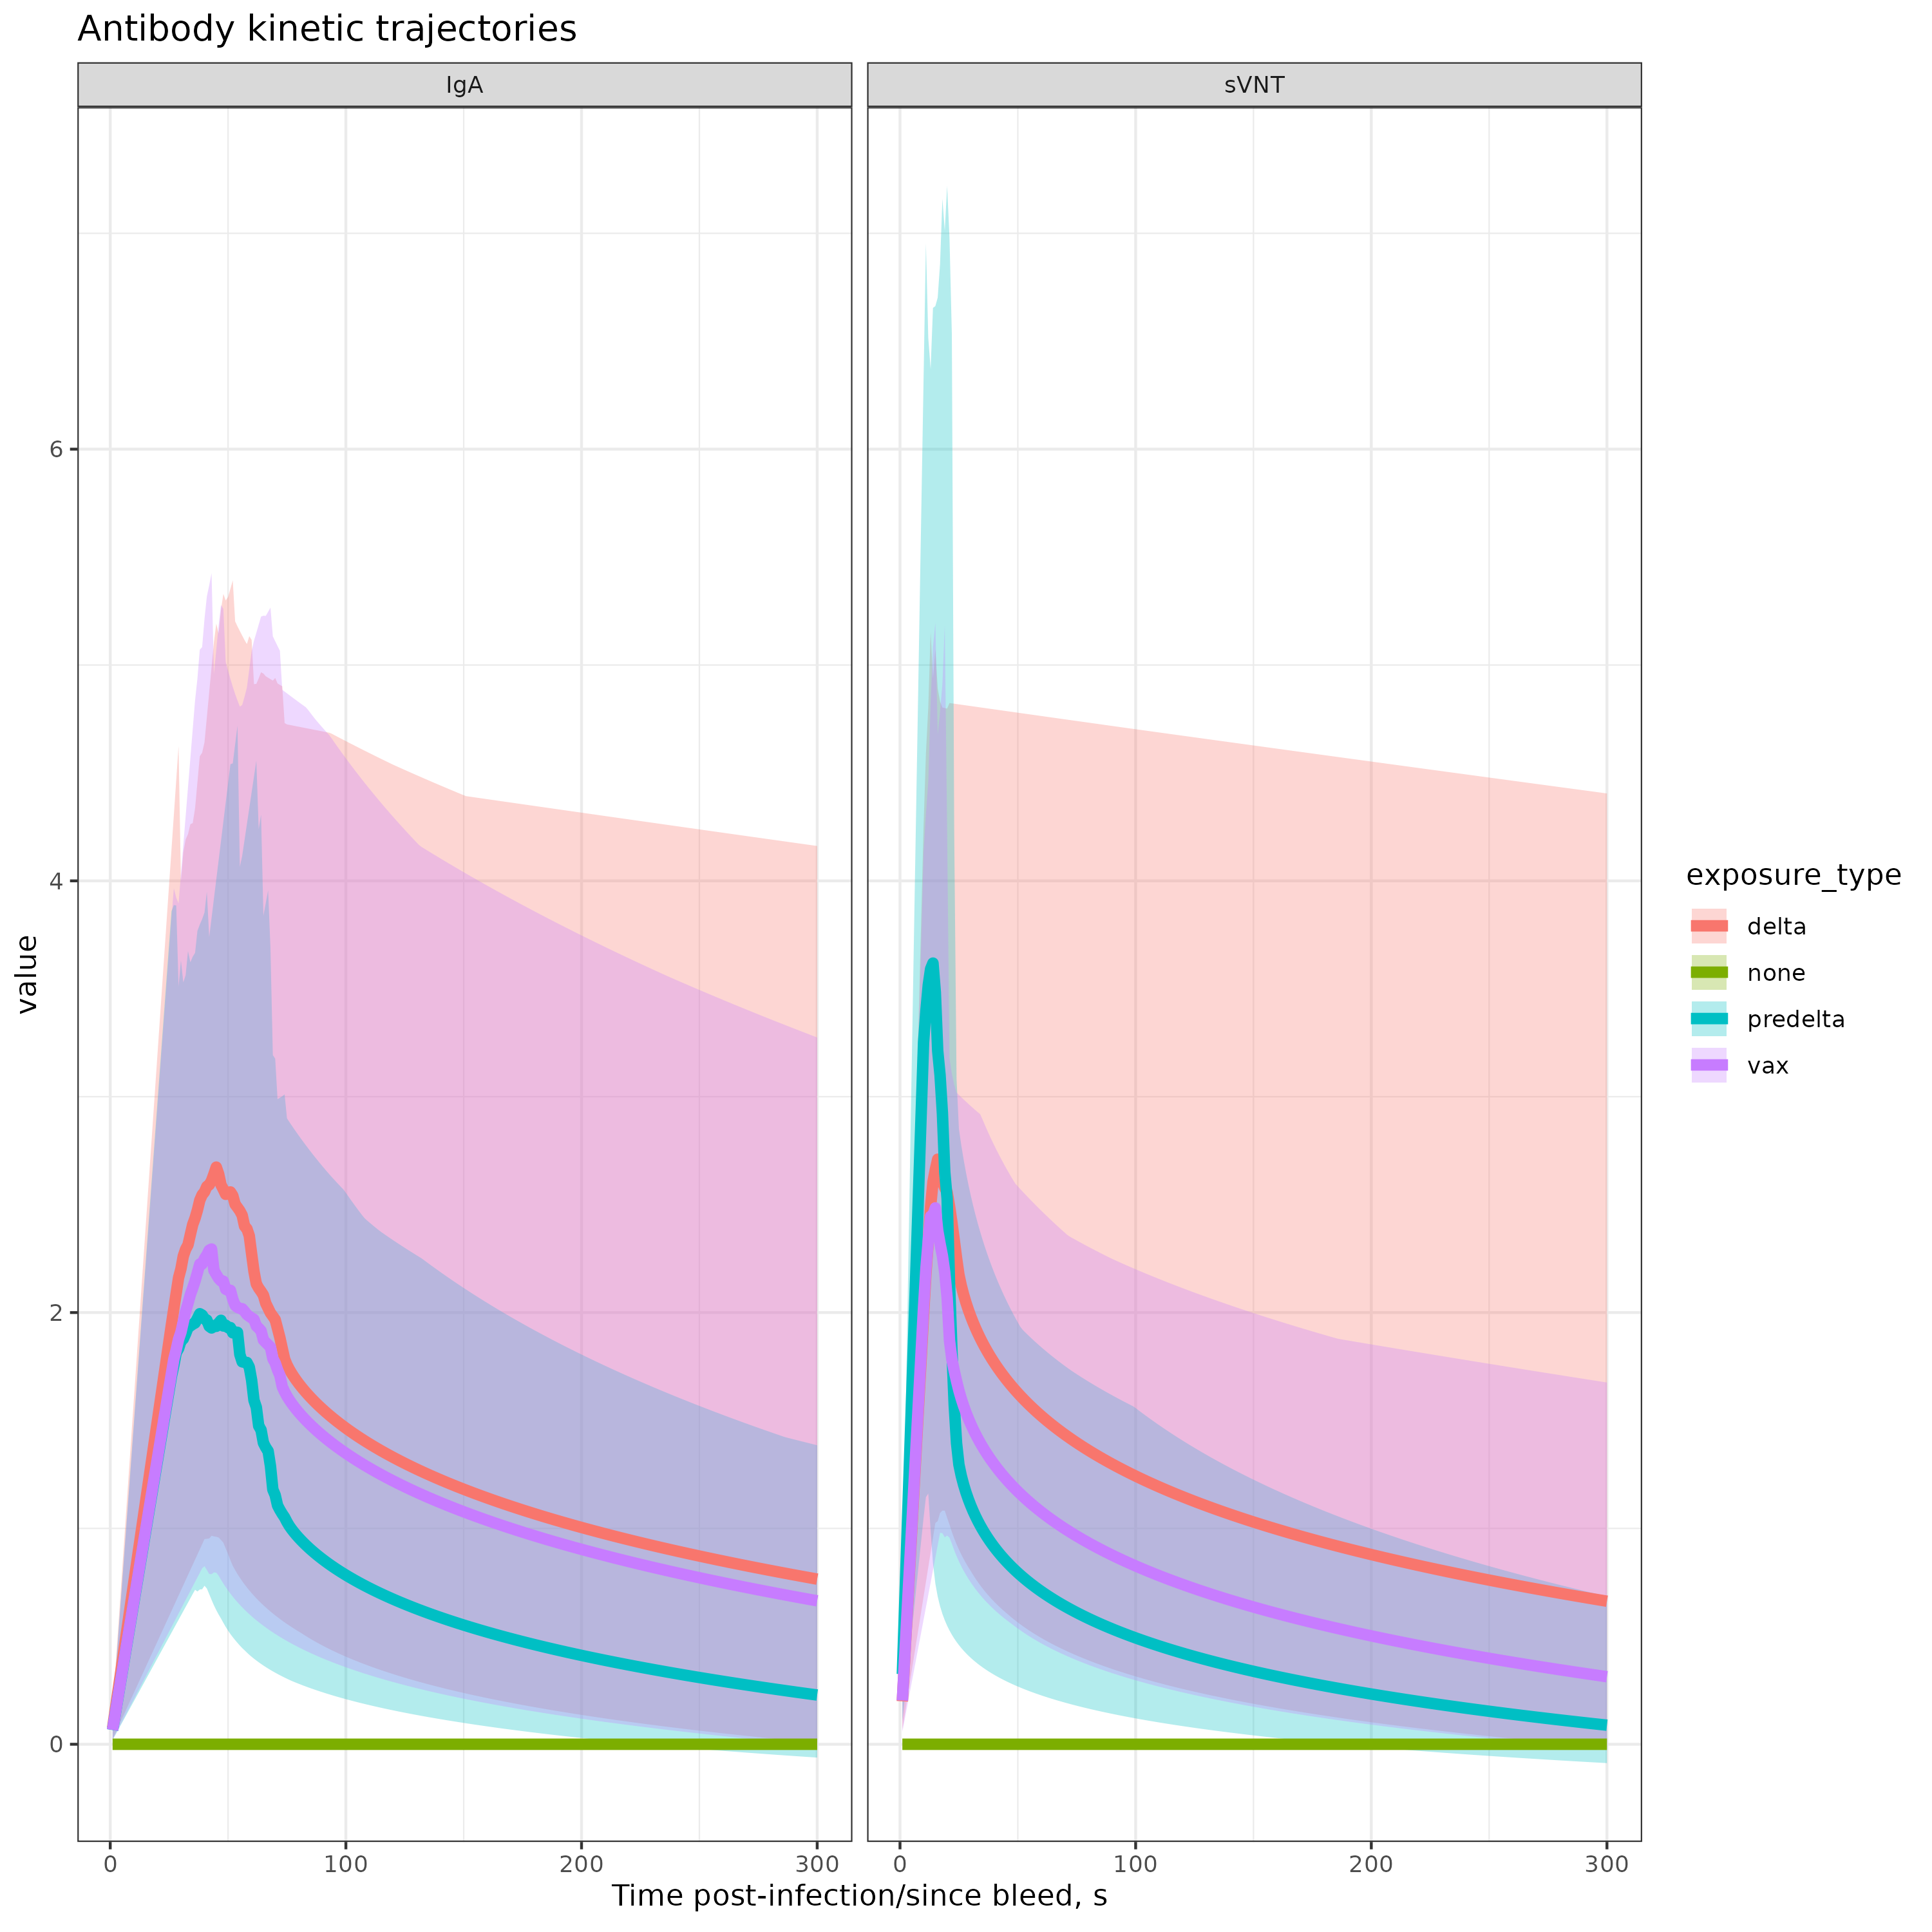 Antibody kinetic trajectories
IgA
sVNT
value
6
4
2
0
0
100
200
300
0
100
200
300
Time post-infection/since bleed, s
exposure_type
delta
none
predelta
vax